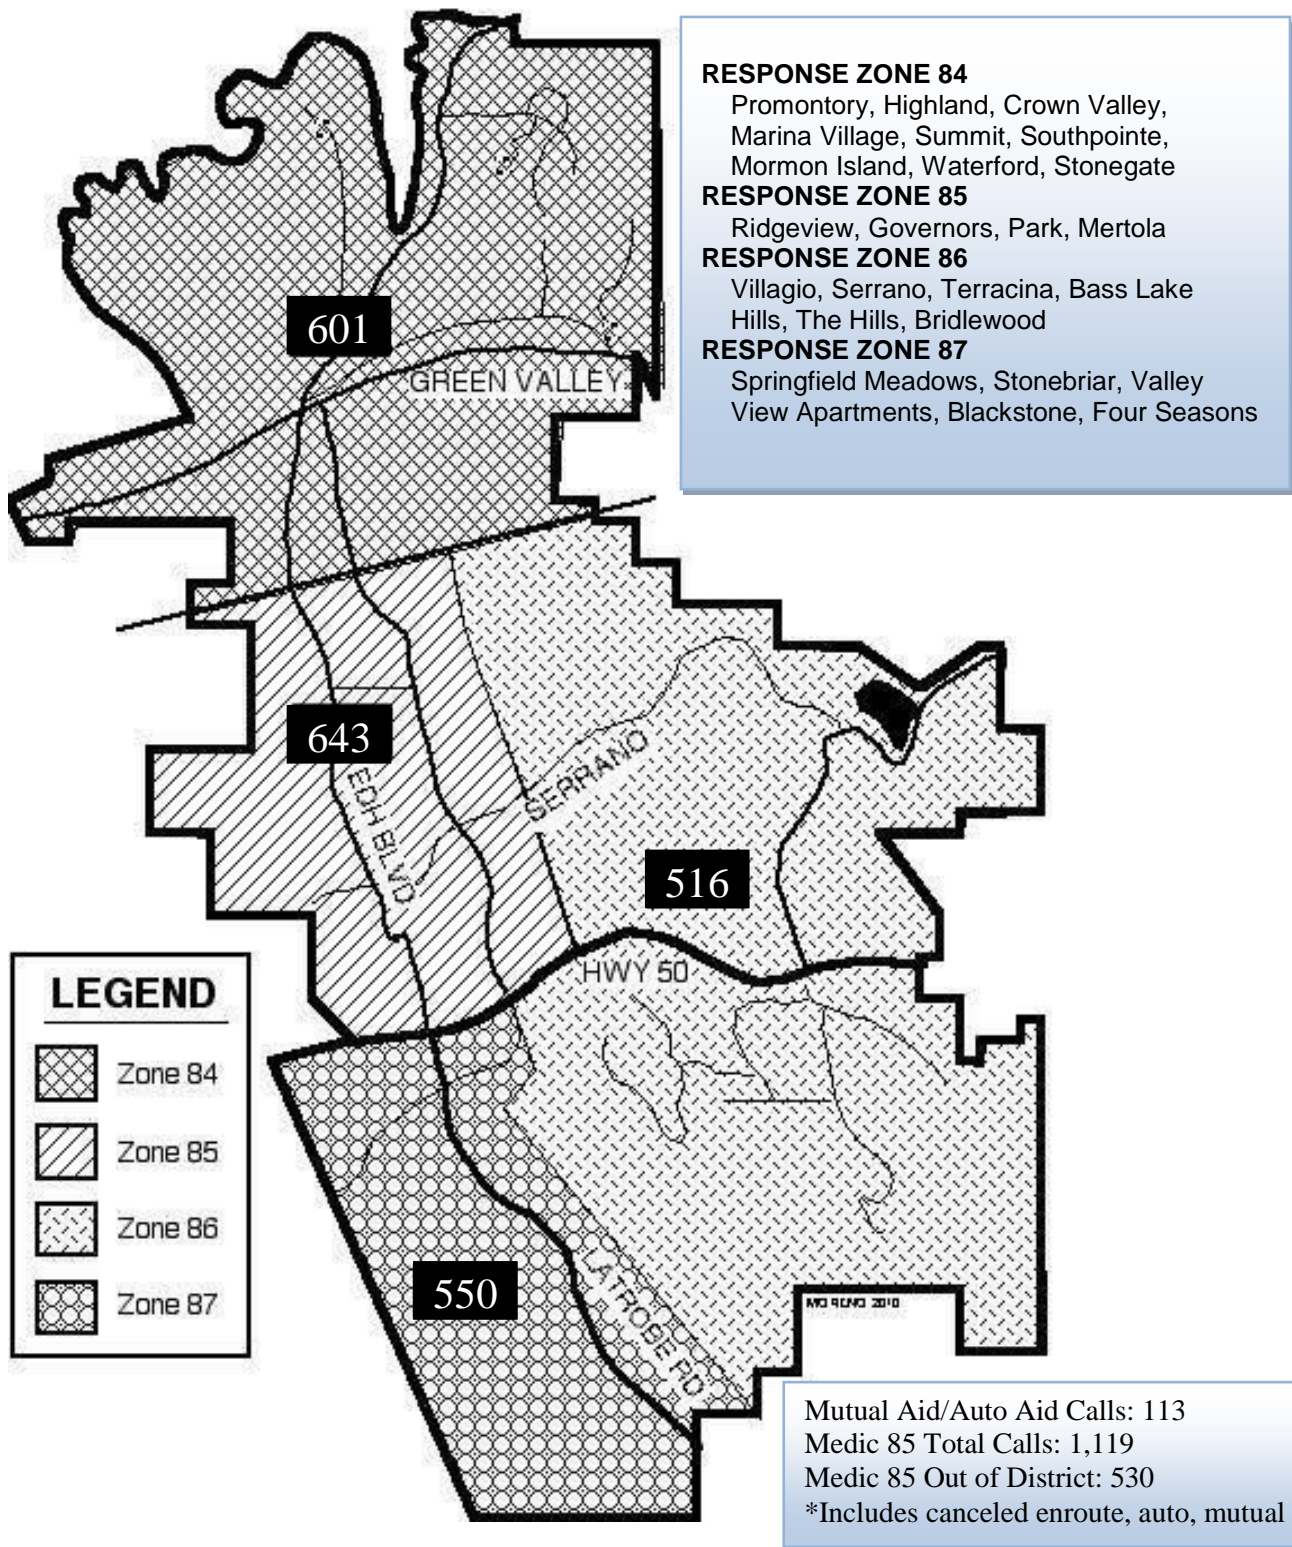 RESPONSE ZONE 84
Promontory, Highland, Crown Valley,
Marina Village, Summit, Southpointe,
Mormon Island, Waterford, Stonegate
RESPONSE ZONE 85
Ridgeview, Governors, Park, Mertola
RESPONSE ZONE 86
Villagio, Serrano, Terracina, Bass Lake
Hills, The Hills, Bridlewood
RESPONSE ZONE 87
Springfield Meadows, Stonebriar, Valley
View Apartments, Blackstone, Four Seasons
601
GREEN VALLEY
643
EDH BLVD
SERRANO
516
HWY 50
LEGEND
Zone 84
Zone 85
Zone 86
Zone 87
550
LATROBE RD
MORENO 2010
Mutual Aid/Auto Aid Calls: 113
Medic 85 Total Calls: 1,119
Medic 85 Out of District: 530
*Includes canceled enroute, auto, mutual